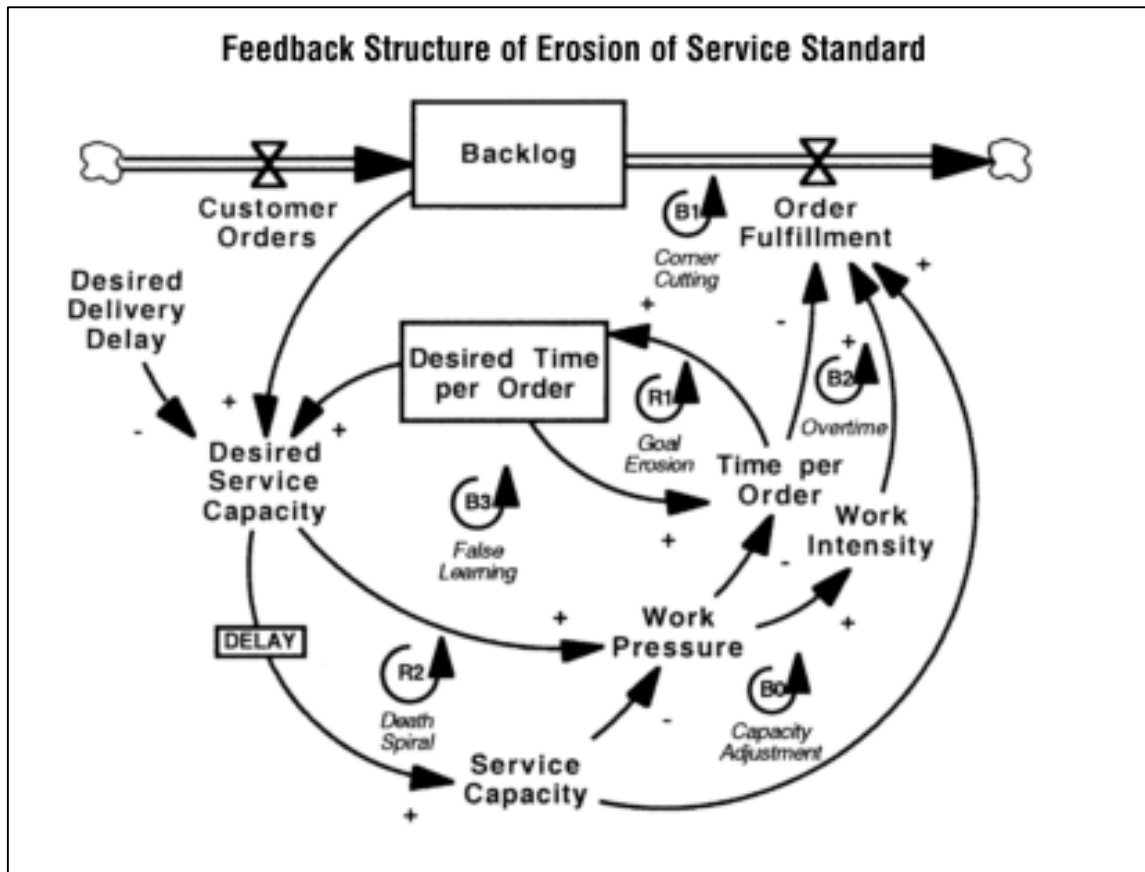 Feedback Structure of Erosion of Service Standard
Backlog
Customer
Orders
B1
Corner
Cutting
Order
Fulfillment
+
Desired
Delivery
Delay
-
+
Desired Time
per Order
+
+
R1
Goal
Erosion
-
+
B2
Overtime
Desired
Service
Capacity
B3
False
Learning
Time per
Order
+
Work
Intensity
-
DELAY
+
Work
Pressure
+
R2
Death
Spiral
-
B0
Capacity
Adjustment
Service
Capacity
+